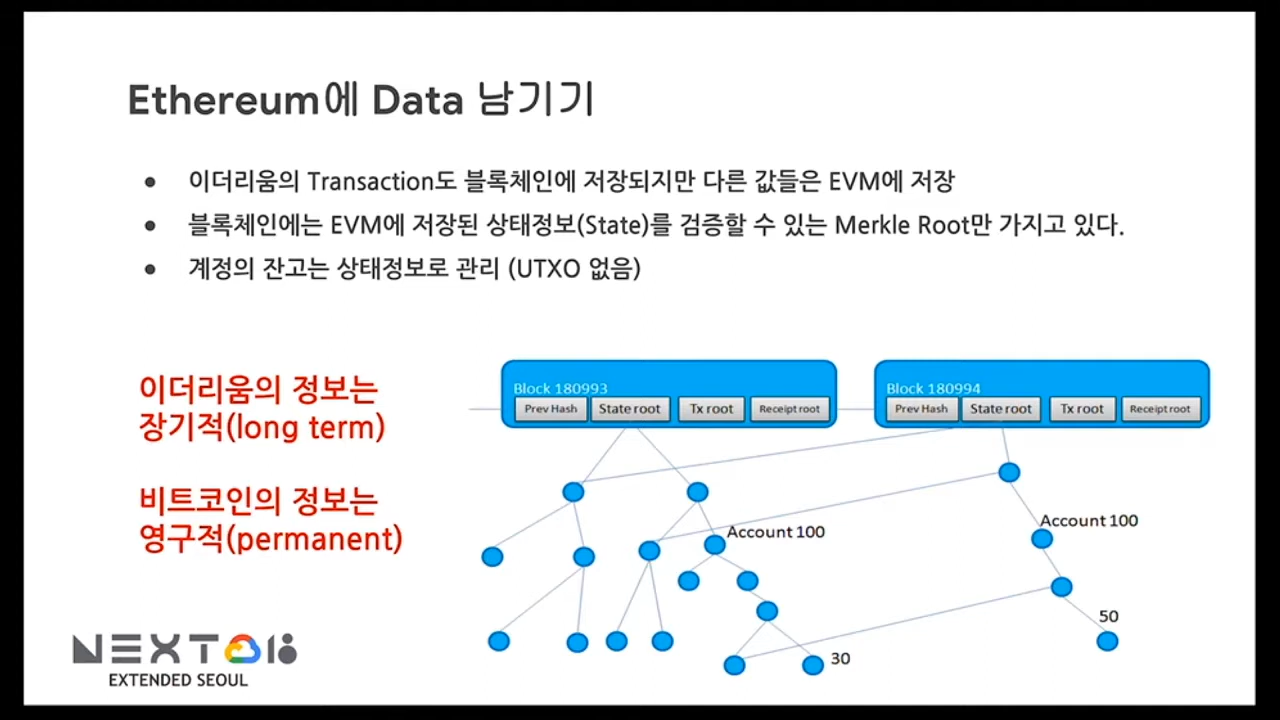 Ethereum에 Data 남기기
● 이더리움의 Transaction도 블록체인에 저장되지만 다른 값들은 EVM에 저장
● 블록체인에는 EVM에 저장된 상태정보(State)를 검증할 수 있는 Merkle Root만 가지고 있다.
● 계정의 잔고는 상태정보로 관리 (UTXO 없음)
이더리움의 정보는
장기적(long term)
비트코인의 정보는
영구적(permanent)
Block 180993
Prev Hash State root Tx root Receipt root
Block 180994
Prev Hash State root Tx root Receipt root
Account 100
Account 100
50
30
NEXT 18
EXTENDED SEOUL